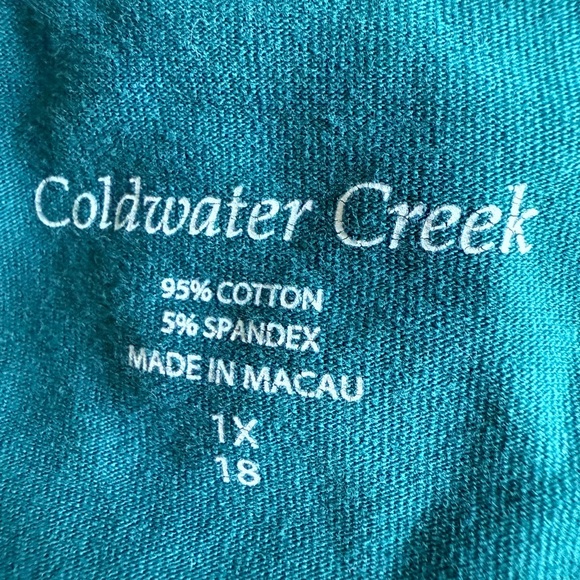 Coldwater Creek
95% COTTON
5% SPANDEX
MADE IN MACAU
1X
18